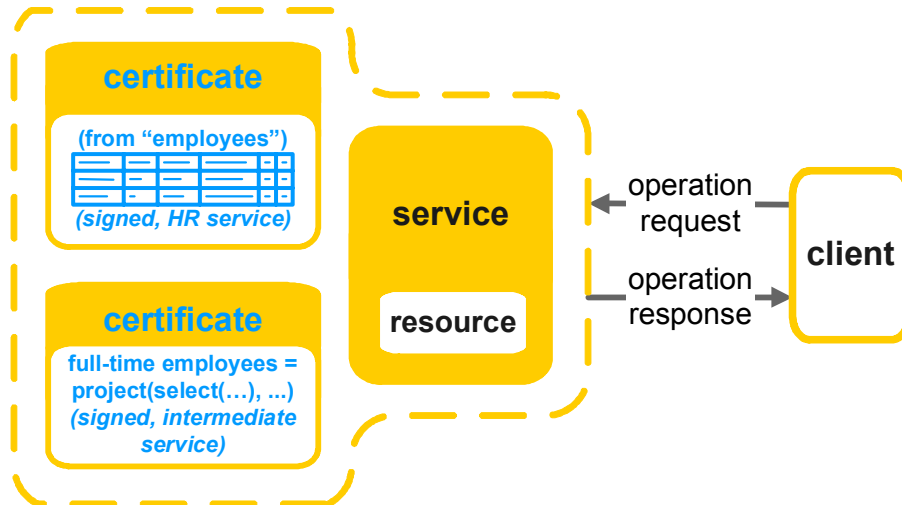 certificate
(from “employees”)
(signed, HR service)
certificate
full-time employees =
project(select(…), ...)
(signed, intermediate
service)
service
resource
operation
request
operation
response
client